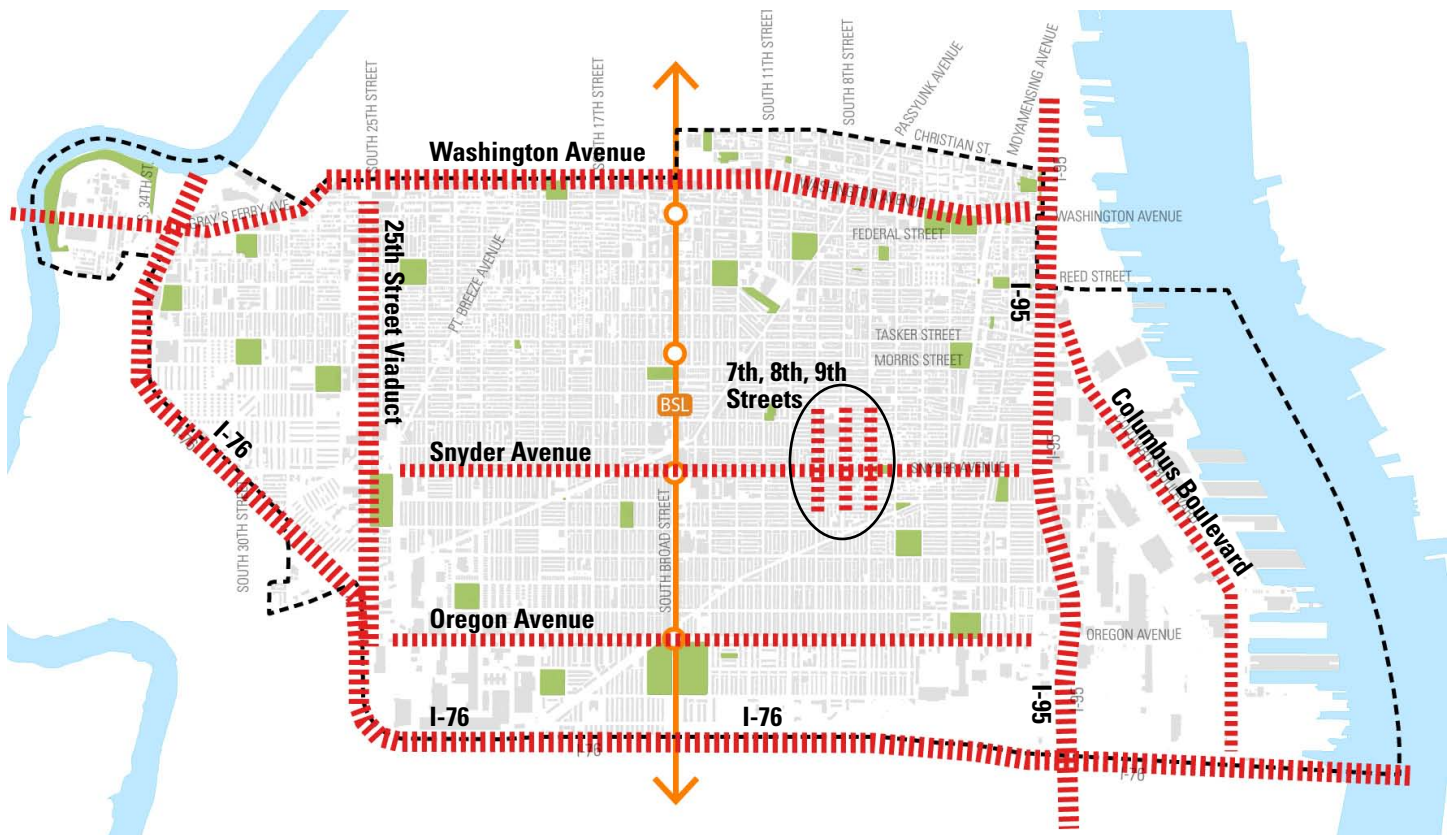 SOUTH 25TH STREET
SOUTH 17TH STREET
SOUTH 11TH STREET
SOUTH 8TH STREET
PASSYUNK AVENUE
MOYAMENSING AVENUE
CHRISTIAN ST.
Washington Avenue
I-95
S. 34TH ST.
GRAY'S FERRY AVE.
WASHINGTON AVENUE
WASHINGTON AVENUE
FEDERAL STREET
25th Street Viaduct
PT. BREEZE AVENUE
REED STREET
I-95
TASKER STREET
MORRIS STREET
7th, 8th, 9th
Streets
BSL
Columbus Boulevard
I-76
I-76
Snyder Avenue
SNYDER AVENUE
I-95
SOUTH 30TH STREET
SOUTH BROAD STREET
Oregon Avenue
OREGON AVENUE
I-76
I-76
I-95
I-95
I-76
I-76